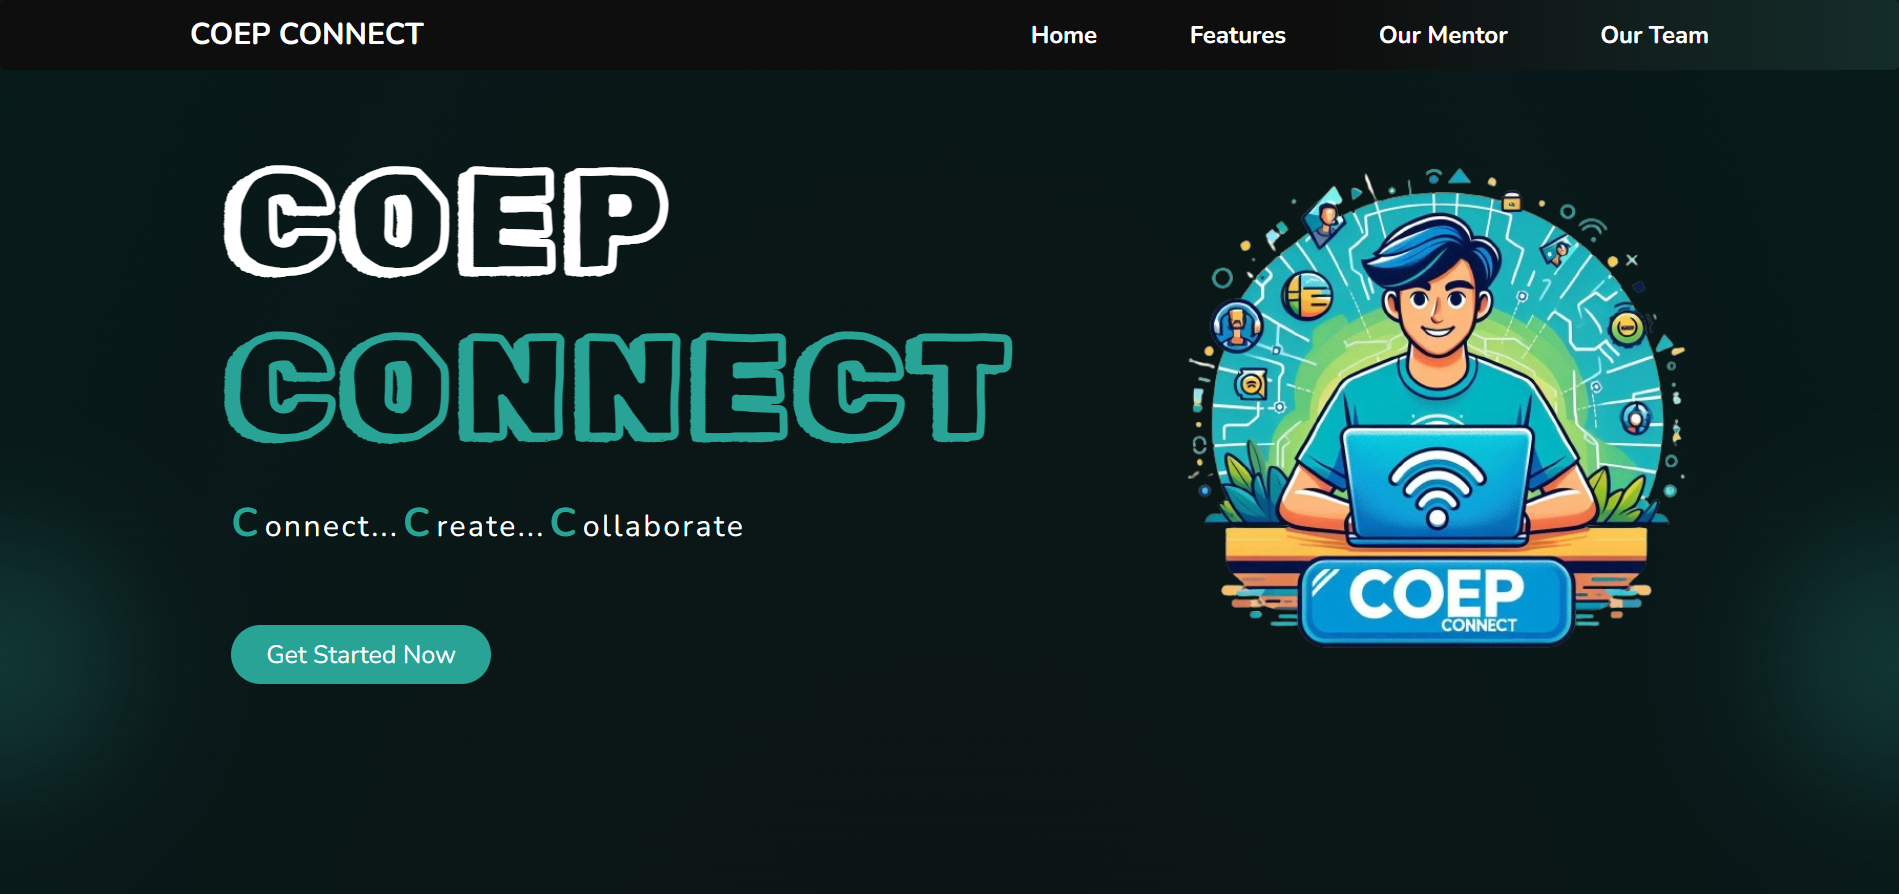 COEP CONNECT
Home Features Our Mentor Our Team
COEP
CONNECT
Connect... Create... Collaborate
Get Started Now
COEP
CONNECT